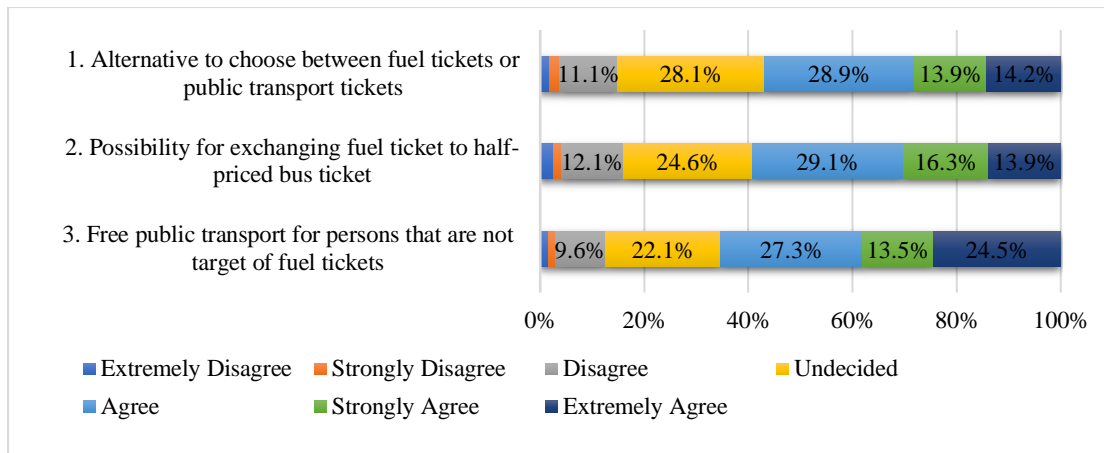 1. Alternative to choose between fuel tickets or
public transport tickets
11.1% 28.1% 28.9% 13.9% 14.2%
2. Possibility for exchanging fuel ticket to half-
priced bus ticket
12.1% 24.6% 29.1% 16.3% 13.9%
3. Free public transport for persons that are not
target of fuel tickets
9.6% 22.1% 27.3% 13.5% 24.5%
0% 20% 40% 60% 80% 100%
Extremely Disagree Strongly Disagree Disagree Undecided
Agree Strongly Agree Extremely Agree